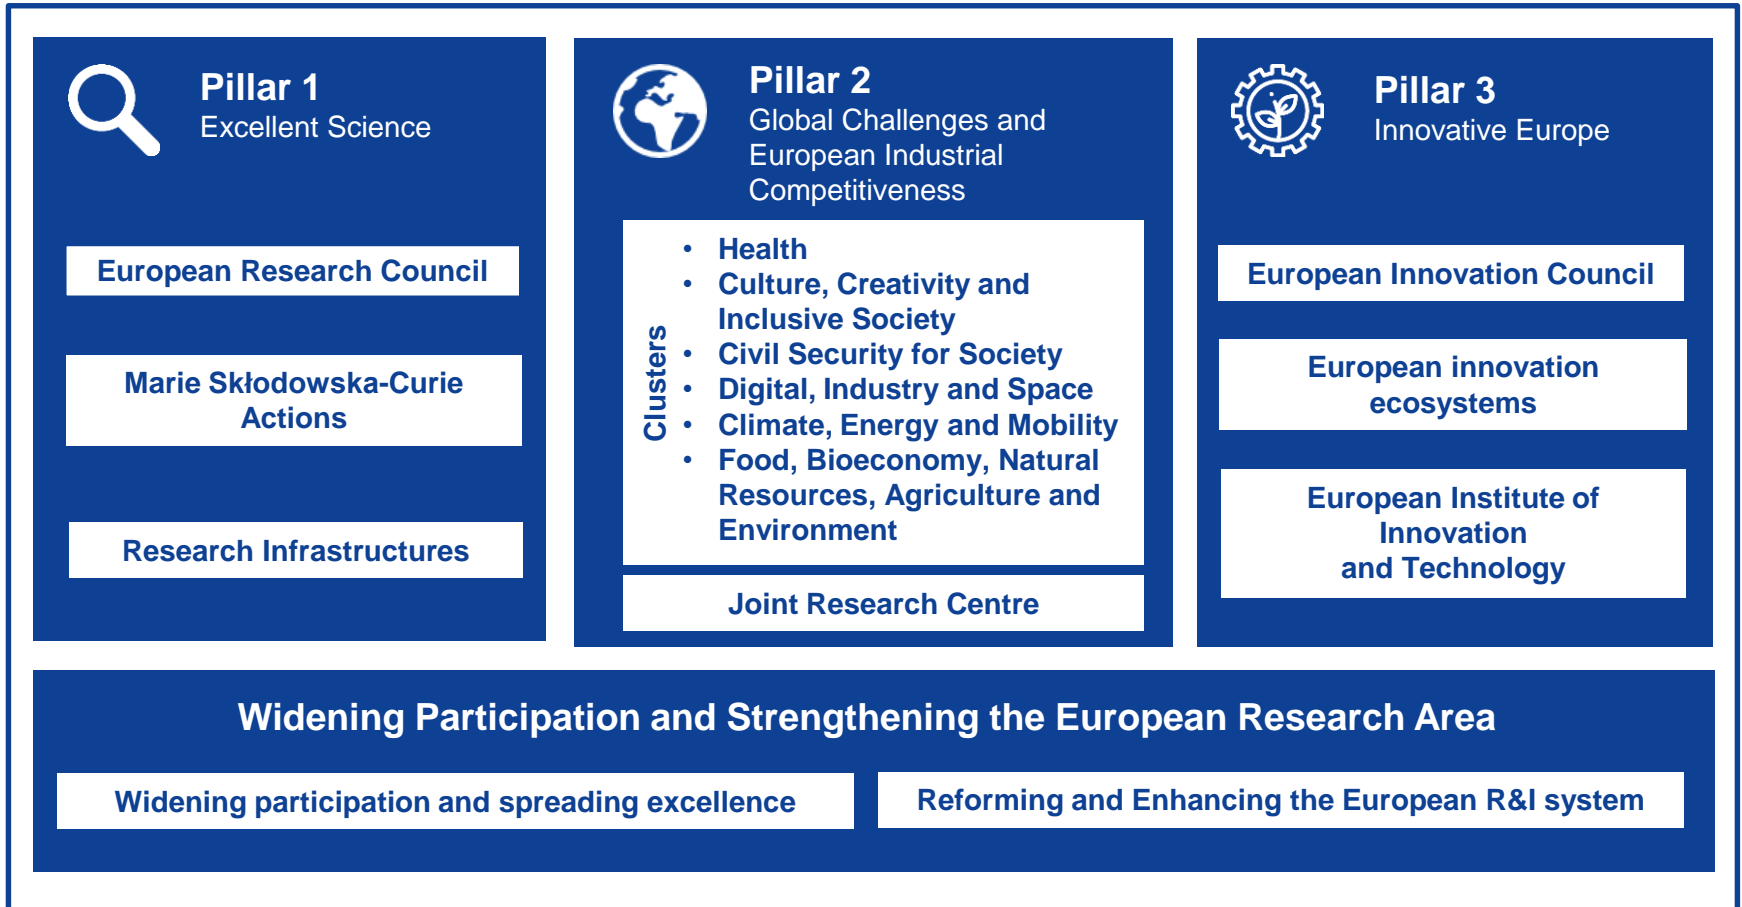 Pillar 1
Excellent Science
European Research Council
Marie Skłodowska-Curie
Actions
Research Infrastructures
Pillar 2
Global Challenges and
European Industrial
Competitiveness
Clusters
• Health
• Culture, Creativity and
Inclusive Society
• Civil Security for Society
• Digital, Industry and Space
• Climate, Energy and Mobility
• Food, Bioeconomy, Natural
Resources, Agriculture and
Environment
Joint Research Centre
Pillar 3
Innovative Europe
European Innovation Council
European innovation
ecosystems
European Institute of
Innovation
and Technology
Widening Participation and Strengthening the European Research Area
Widening participation and spreading excellence
Reforming and Enhancing the European R&I system